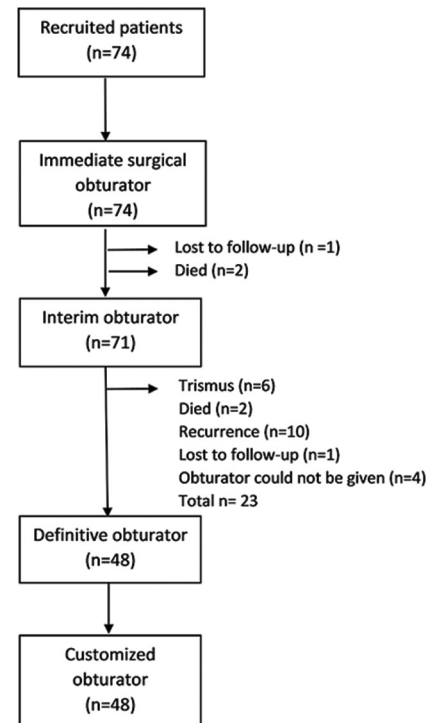 Recruited patients
(n=74)
Immediate surgical
obturator
(n=74)
Lost to follow-up (n =1)
Died (n=2)
Interim obturator
(n=71)
Trismus (n=6)
Died (n=2)
Recurrence (n=10)
Lost to follow-up (n=1)
Obturator could not be given (n=4)
Total n= 23
Definitive obturator
(n=48)
Customized
obturator
(n=48)